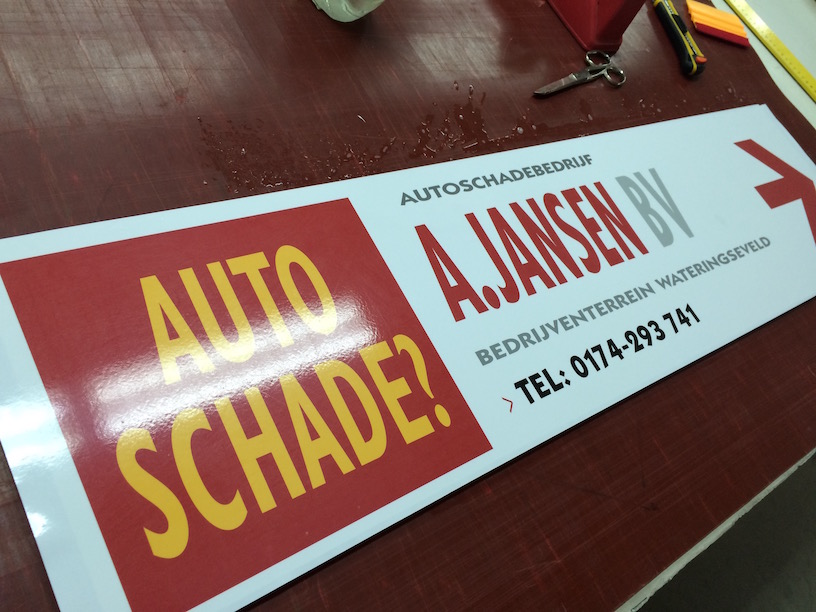 AUTO
SCHADE?
AUTOSCHADEBEDRIJF
A.JANSEN BV
BEDRIJVENTERREIN WATERINGSEVELD
> TEL: 0174-293 741